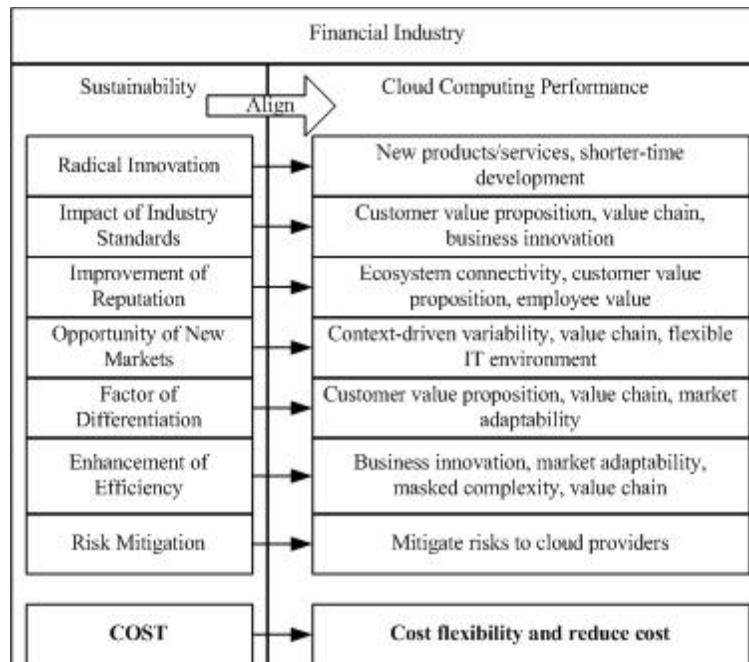 Financial Industry
Sustainability
Align
Cloud Computing Performance
Radical Innovation
New products/services, shorter-time
development
Impact of Industry
Standards
Customer value proposition, value chain,
business innovation
Improvement of
Reputation
Ecosystem connectivity, customer value
proposition, employee value
Opportunity of New
Markets
Context-driven variability, value chain, flexible
IT environment
Factor of
Differentiation
Customer value proposition, value chain, market
adaptability
Enhancement of
Efficiency
Business innovation, market adaptability,
masked complexity, value chain
Risk Mitigation
Mitigate risks to cloud providers
COST
Cost flexibility and reduce cost